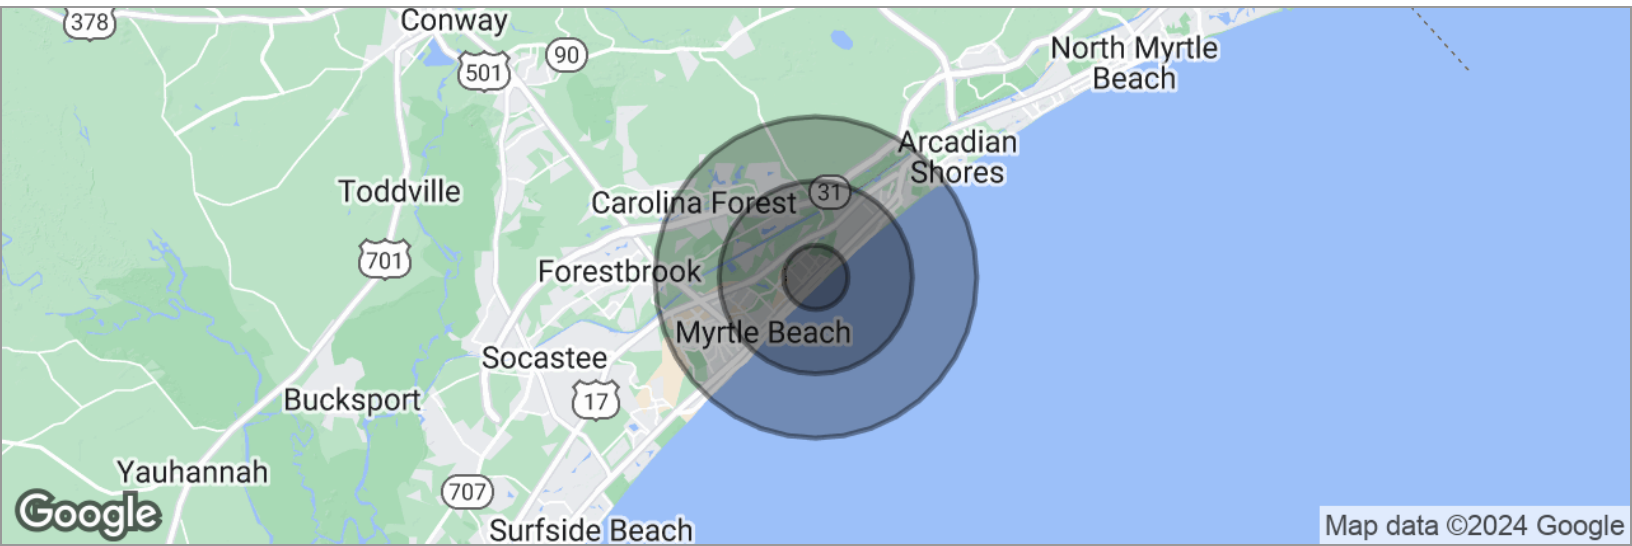 378
Conway
501
90
North Myrtle
Beach
Arcadian
Shores
Toddville
Carolina Forest
31
701
Forestbrook
Myrtle Beach
Socastee
Bucksport
17
Yauhannah
707
Google
Surfside Beach
Map data ©2024 Google